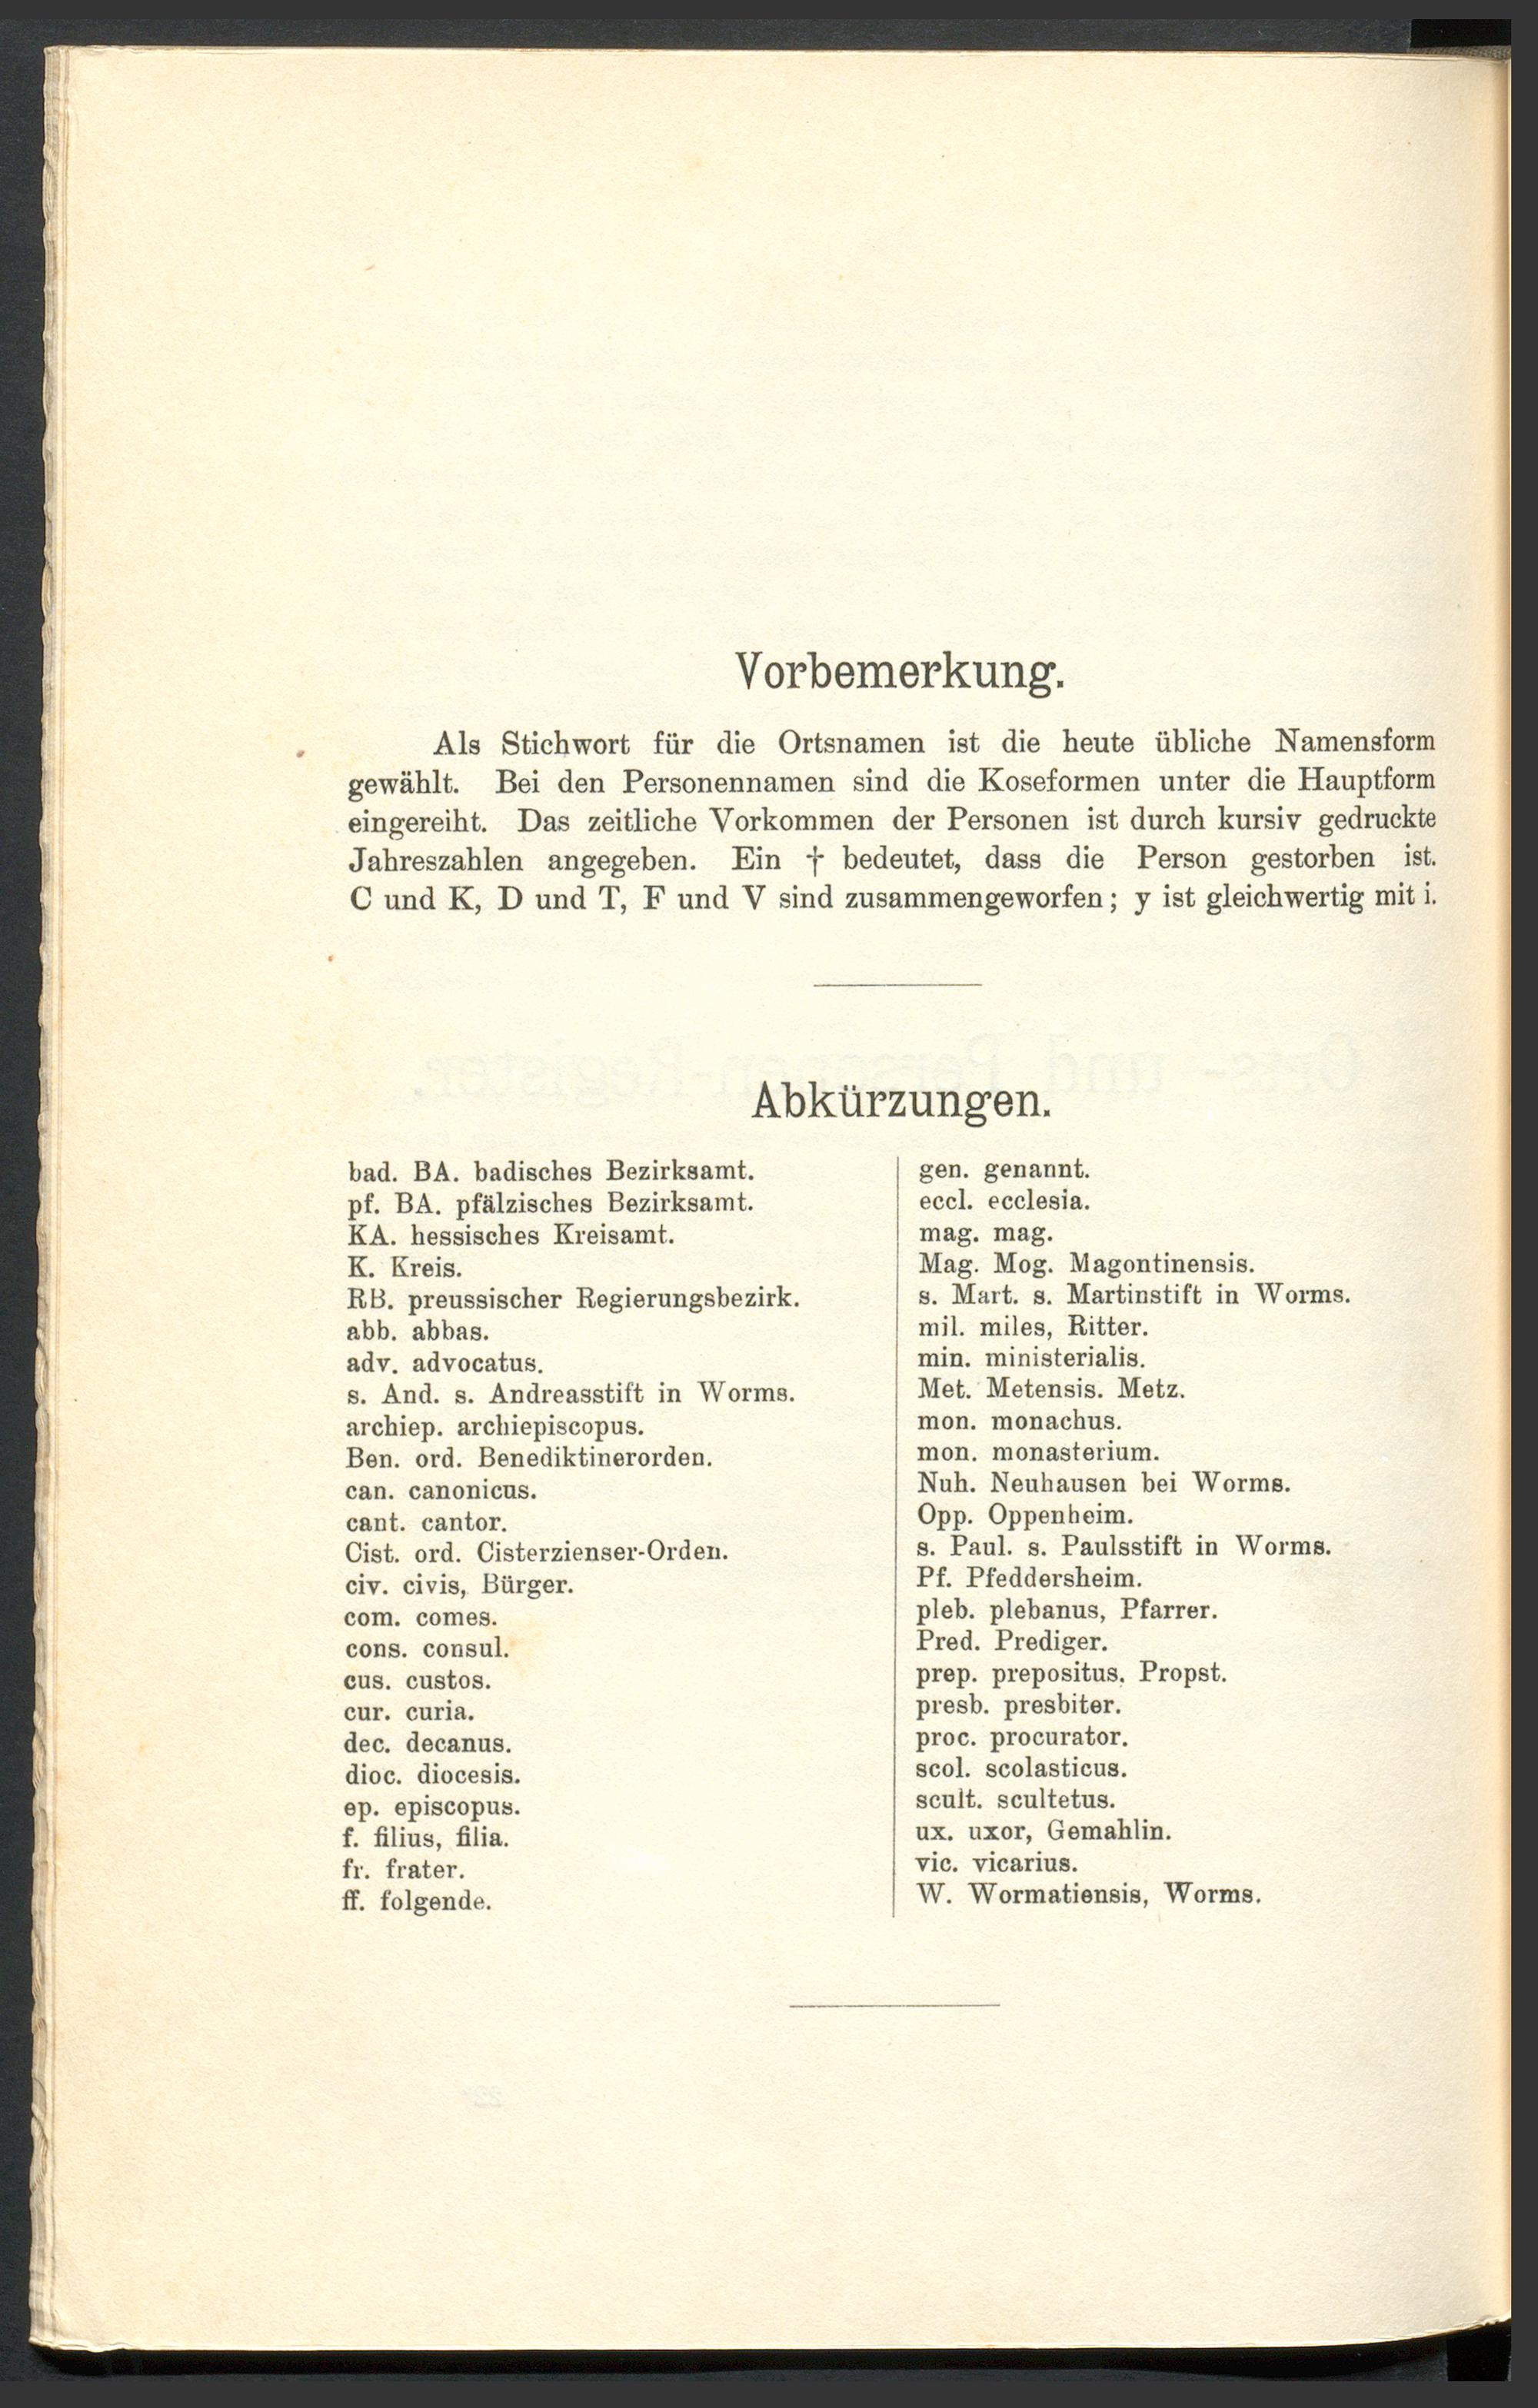 Vorbemerkung.
Als Stichwort für die Ortsnamen ist die heute übliche Namensform
gewählt. Bei den Personennamen sind die Koseformen unter die Hauptform
eingereiht. Das zeitliche Vorkommen der Personen ist durch kursiv gedruckte
Jahreszahlen angegeben. Ein † bedeutet, dass die Person gestorben ist.
C und K, D und T, F und V sind zusammengeworfen; y ist gleichwertig mit i.
Abkürzungen.
bad. BA. badisches Bezirksamt.
pf. BA. pfälzisches Bezirksamt.
KA. hessisches Kreisamt.
K. Kreis.
RB. preussischer Regierungsbezirk.
abb. abbas.
adv. advocatus.
s. And. s. Andreasstift in Worms.
archiep. archiepiscopus.
Ben. ord. Benediktinerorden.
can. canonicus.
cant. cantor.
Cist. ord. Cisterzienser-Orden.
civ. civis, Bürger.
com. comes.
cons. consul.
cus. custos.
cur. curia.
dec. decanus.
dioc. diocesis.
ep. episcopus.
f. filius, filia.
fr. frater.
ff. folgende.
gen. genannt.
eccl. ecclesia.
mag. mag.
Mag. Mog. Magontinensis.
s. Mart. s. Martinstift in Worms.
mil. miles, Ritter.
min. ministerialis.
Met. Metensis. Metz.
mon. monachus.
mon. monasterium.
Nuh. Neuhausen bei Worms.
Opp. Oppenheim.
s. Paul. s. Paulsstift in Worms.
Pf. Pfeddersheim.
pleb. plebanus, Pfarrer.
Pred. Prediger.
prep. prepositus. Propst.
presb. presbiter.
proc. procurator.
scol. scolasticus.
scult. scultetus.
ux. uxor, Gemahlin.
vic. vicarius.
W. Wormatiensis, Worms.